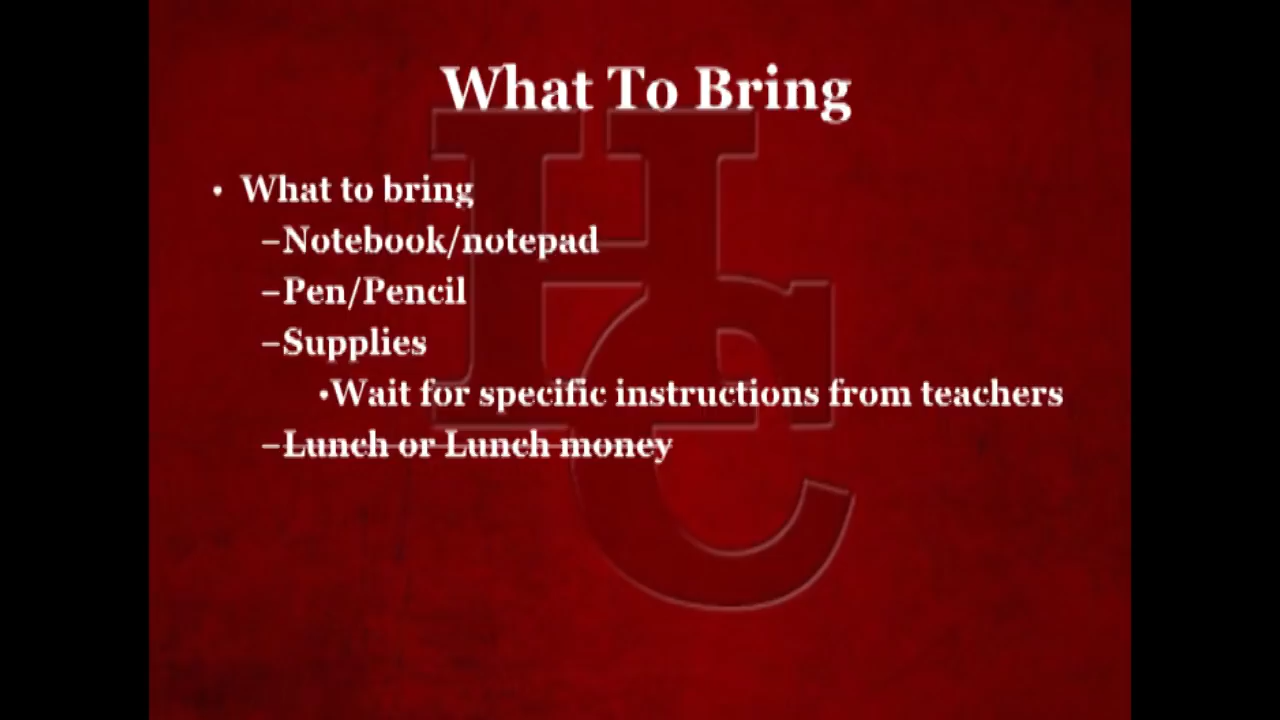 What To Bring
• What to bring
–Notebook/notepad
–Pen/Pencil
–Supplies
•Wait for specific instructions from teachers
–Lunch or Lunch money
HC